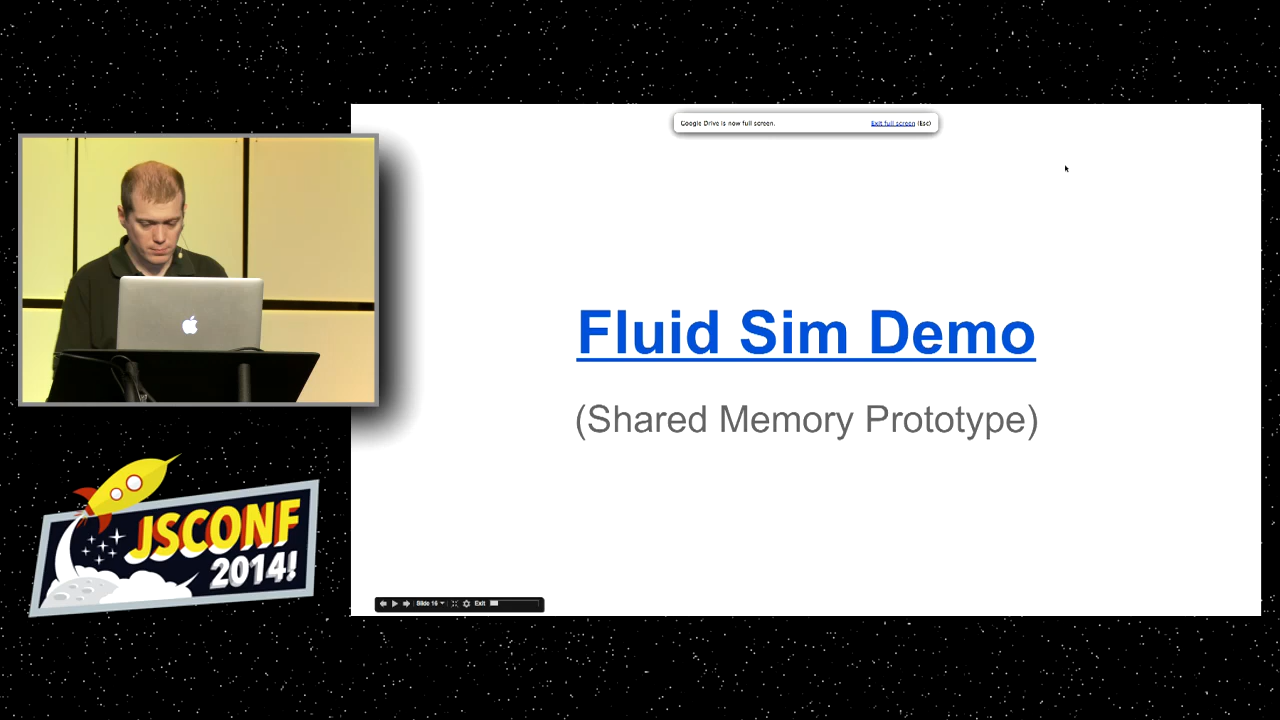 Google Drive is now full screen. Exit full screen (Esc)
Fluid Sim Demo
(Shared Memory Prototype)
JSCONF
2014!
Slide 16 Exit